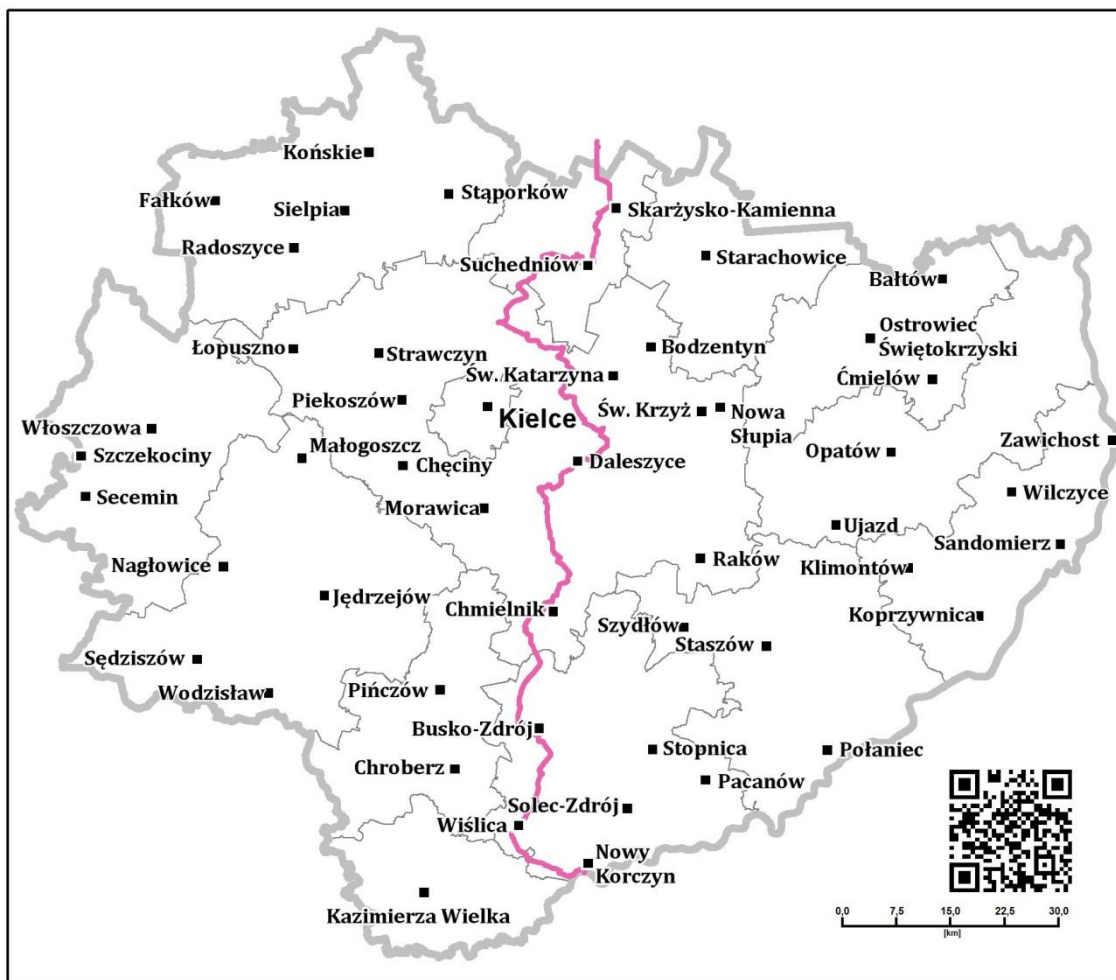 Końskie
Stąporków
Fałków
Sielpia
Skarżysko-Kamienna
Radoszyce
Starachowice
Suchedniów
Bałtów
Ostrowiec
Świętokrzyski
Łopuszno
Strawczyn
Bodzentyn
Św. Katarzyna
Ćmielów
Piekoszów
Kielce
Św. Krzyż
Nowa
Słupia
Włoszczowa
Małogoszcz
Zawichost
Szczekociny
Chęciny
Daleszyce
Opatów
Secemin
Morawica
Wilczyce
Ujazd
Sandomierz
Nagłowice
Raków
Klimontów
Jędrzejów
Chmielnik
Koprzywnica
Szydłów
Staszów
Sędziszów
Wodzisław
Pińczów
Busko-Zdrój
Stopnica
Połaniec
Chroberz
Pacanów
Solec-Zdrój
Wiślica
Nowy
Korczyn
Kazimierza Wielka
0,0 7,5 15,0 22,5 30,0
[km]